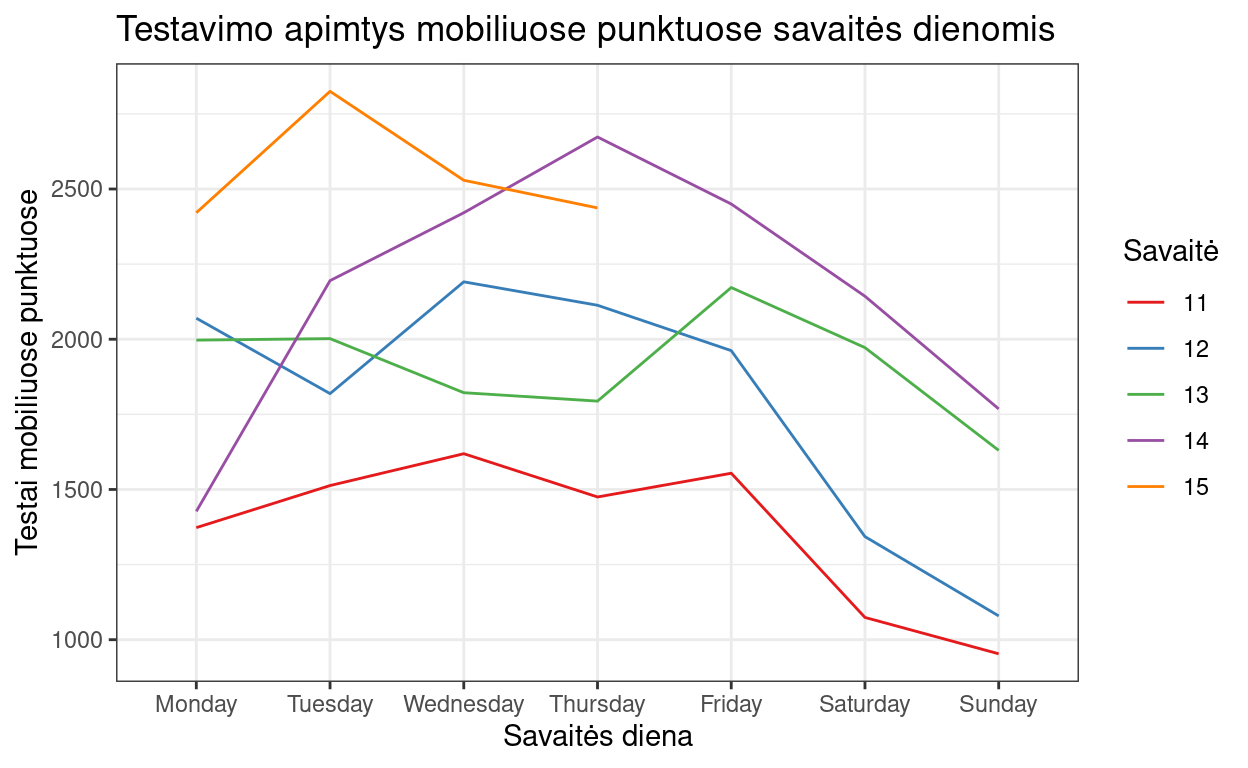 Testavimo apimtys mobiliuose punktuose savaitės dienomis
Testai mobiliuose punktuose
2500
2000
1500
1000
Monday Tuesday Wednesday Thursday Friday Saturday Sunday
Savaitės diena
Savaitė
11
12
13
14
15